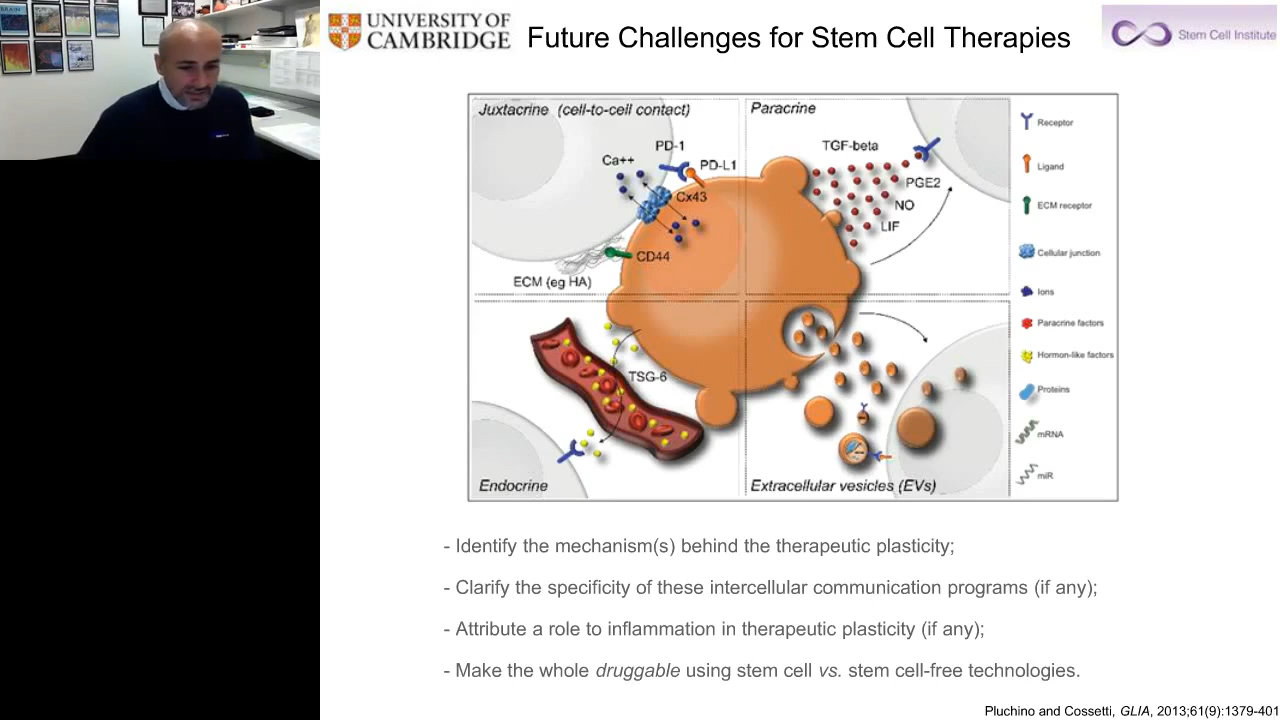 UNIVERSITY OF
CAMBRIDGE
Future Challenges for Stem Cell Therapies
Stem Cell Institute
Juxtacrine (cell-to-cell contact)
PD-1
Ca++
PD-L1
Cx43
CD44
ECM (eg HA)
Paracrine
TGF-beta
PGE2
NO
LIF
TSG-6
Endocrine
Extracellular vesicles (EVs)
Receptor
Ligand
ECM receptor
Cellular junction
Ions
Paracrine factors
Hormon-like factors
Proteins
mRNA
miR
- Identify the mechanism(s) behind the therapeutic plasticity;
- Clarify the specificity of these intercellular communication programs (if any);
- Attribute a role to inflammation in therapeutic plasticity (if any);
- Make the whole druggable using stem cell vs. stem cell-free technologies.
Pluchino and Cossetti, GLIA, 2013;61(9):1379-401